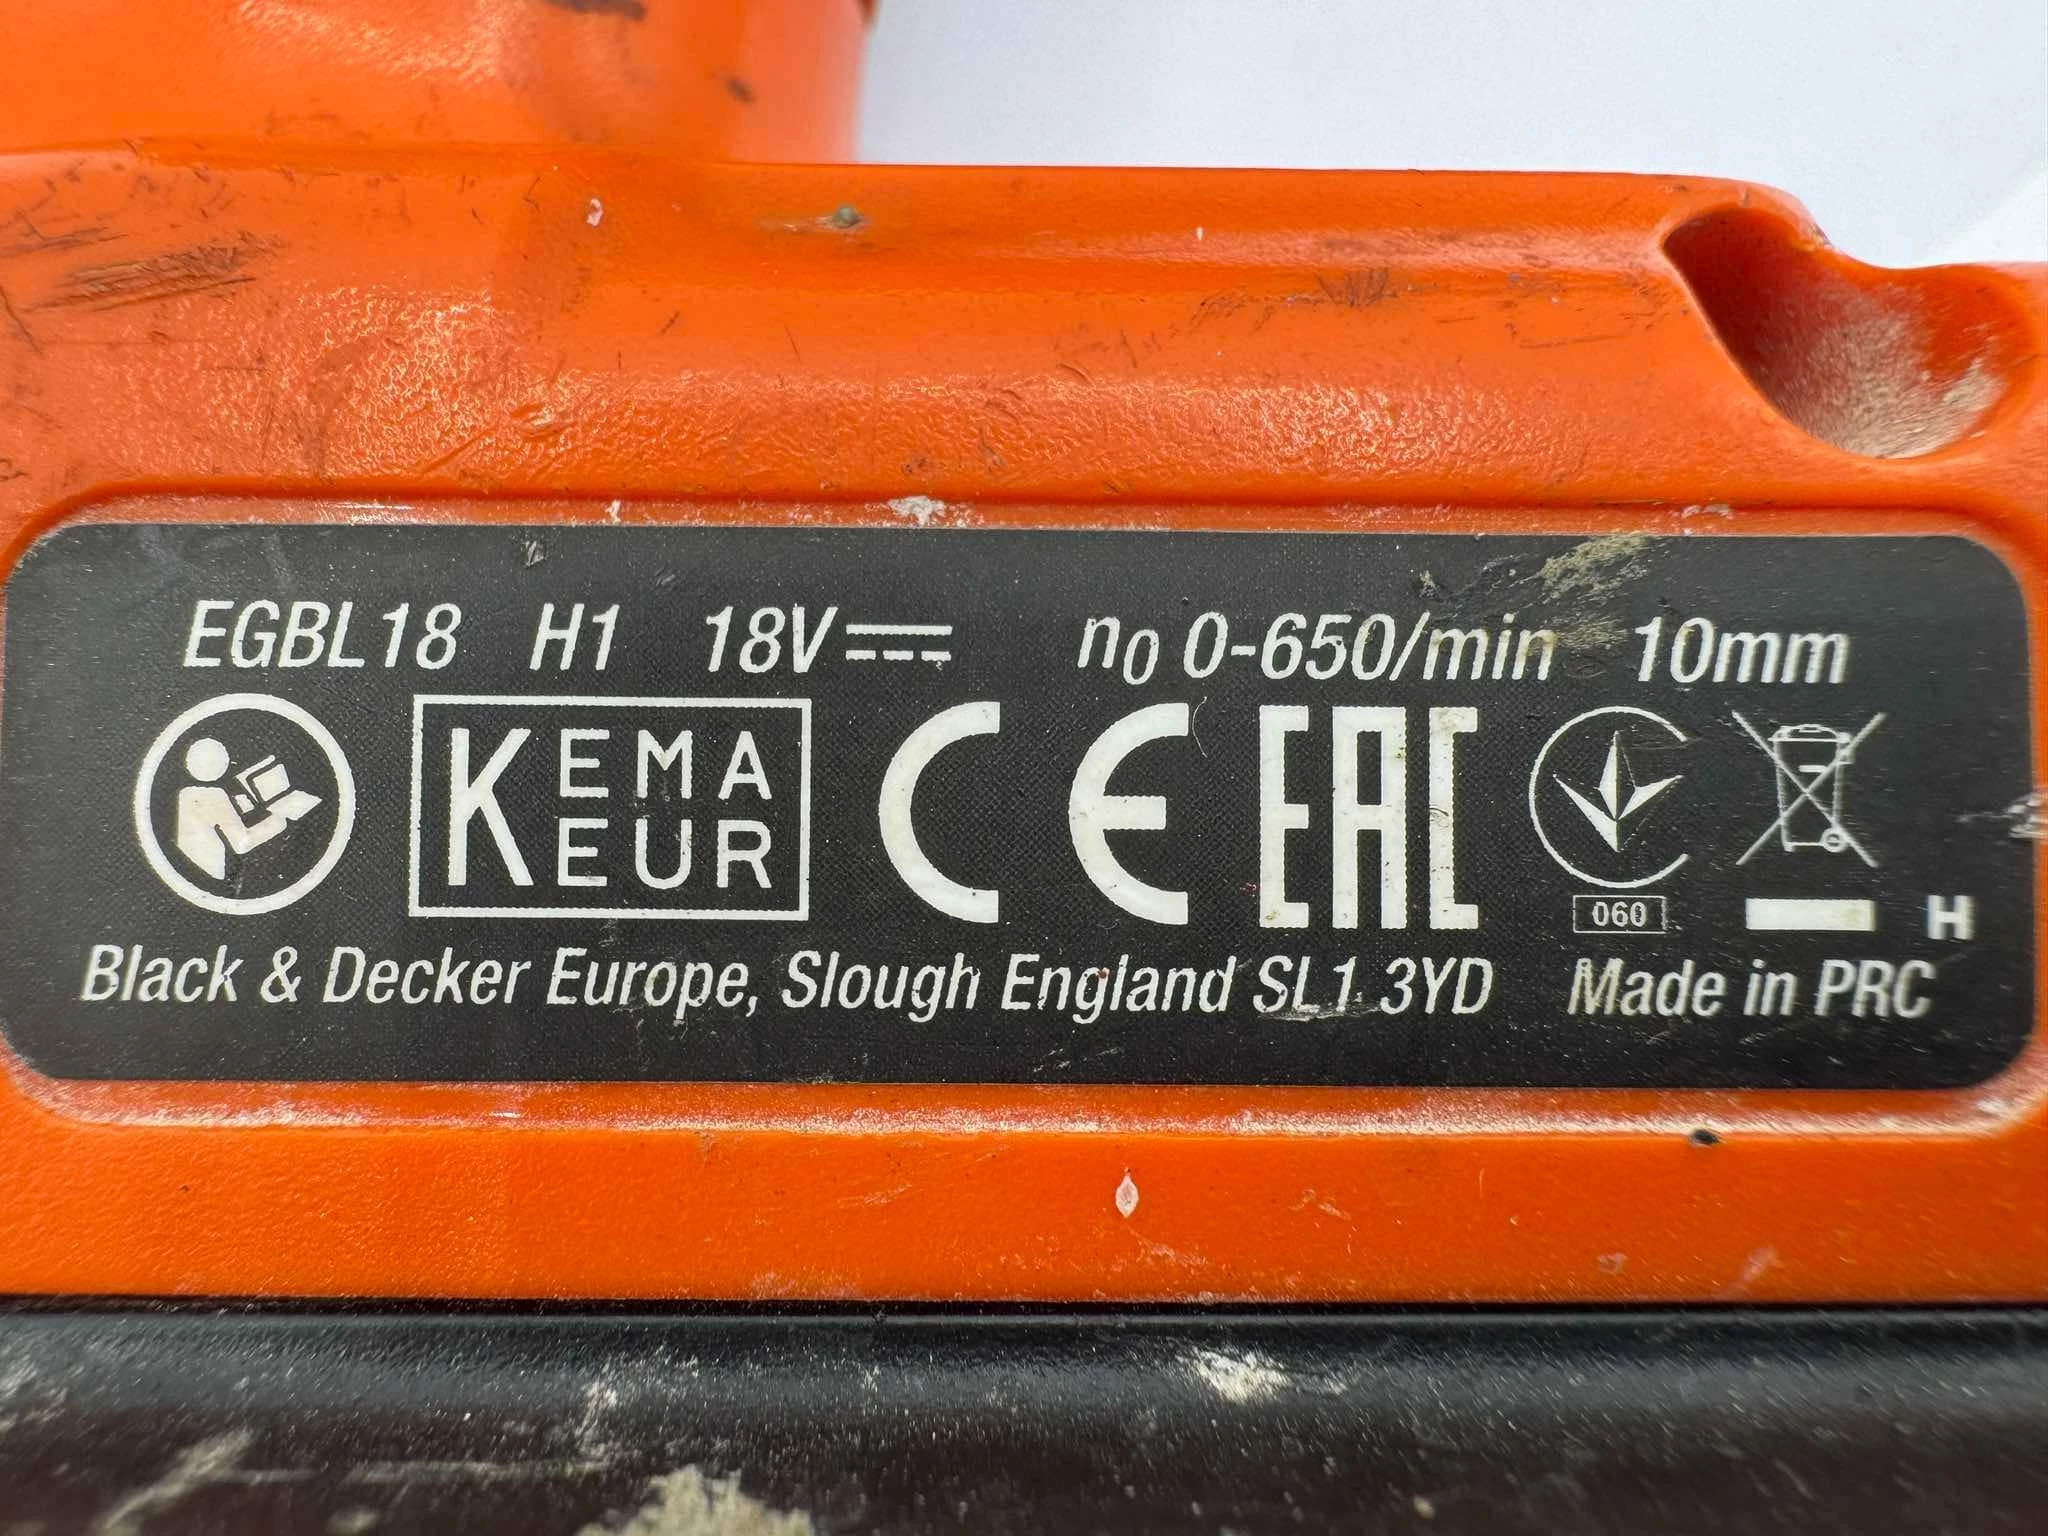 EGBL18 H1 18V n0 0-650/min 10mm
KEMA EUR CE EAC
060 H
Black & Decker Europe, Slough England SL1 3YD Made in PRC